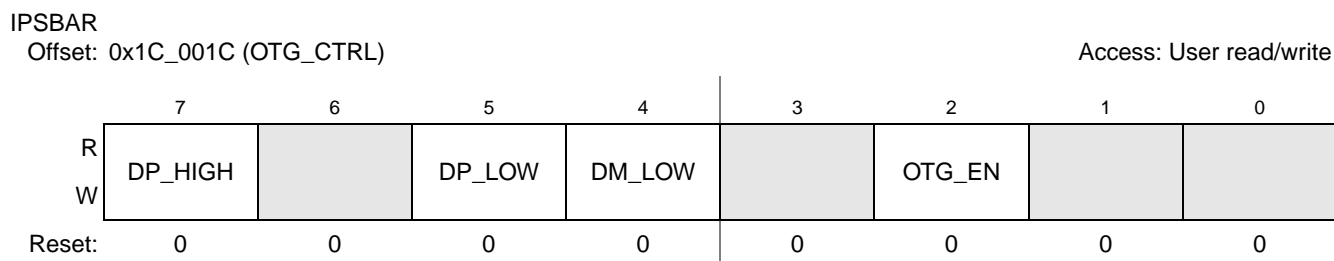 IPSBAR
Offset: 0x1C_001C (OTG_CTRL) Access: User read/write
7 6 5 4 3 2 1 0
R
W
DP_HIGH DP_LOW DM_LOW OTG_EN
Reset: 0 0 0 0 0 0 0 0